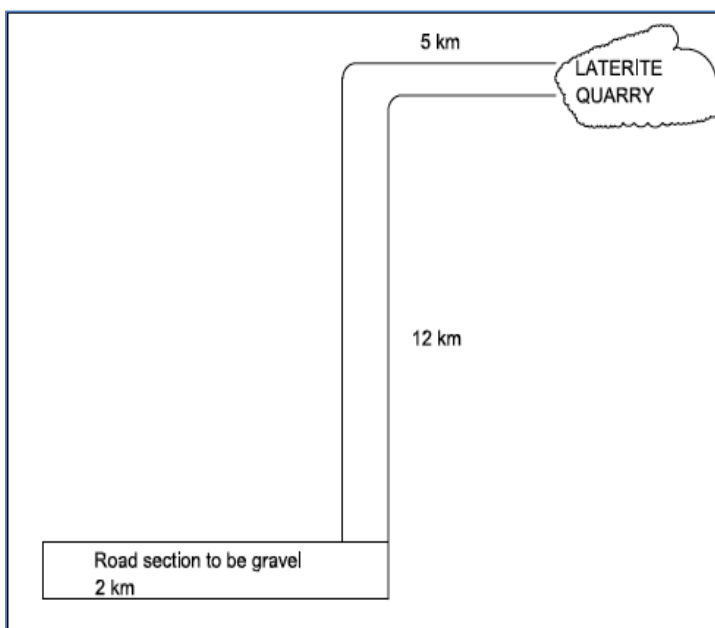 5 km
LATERITE
QUARRY
12 km
Road section to be gravel
2 km